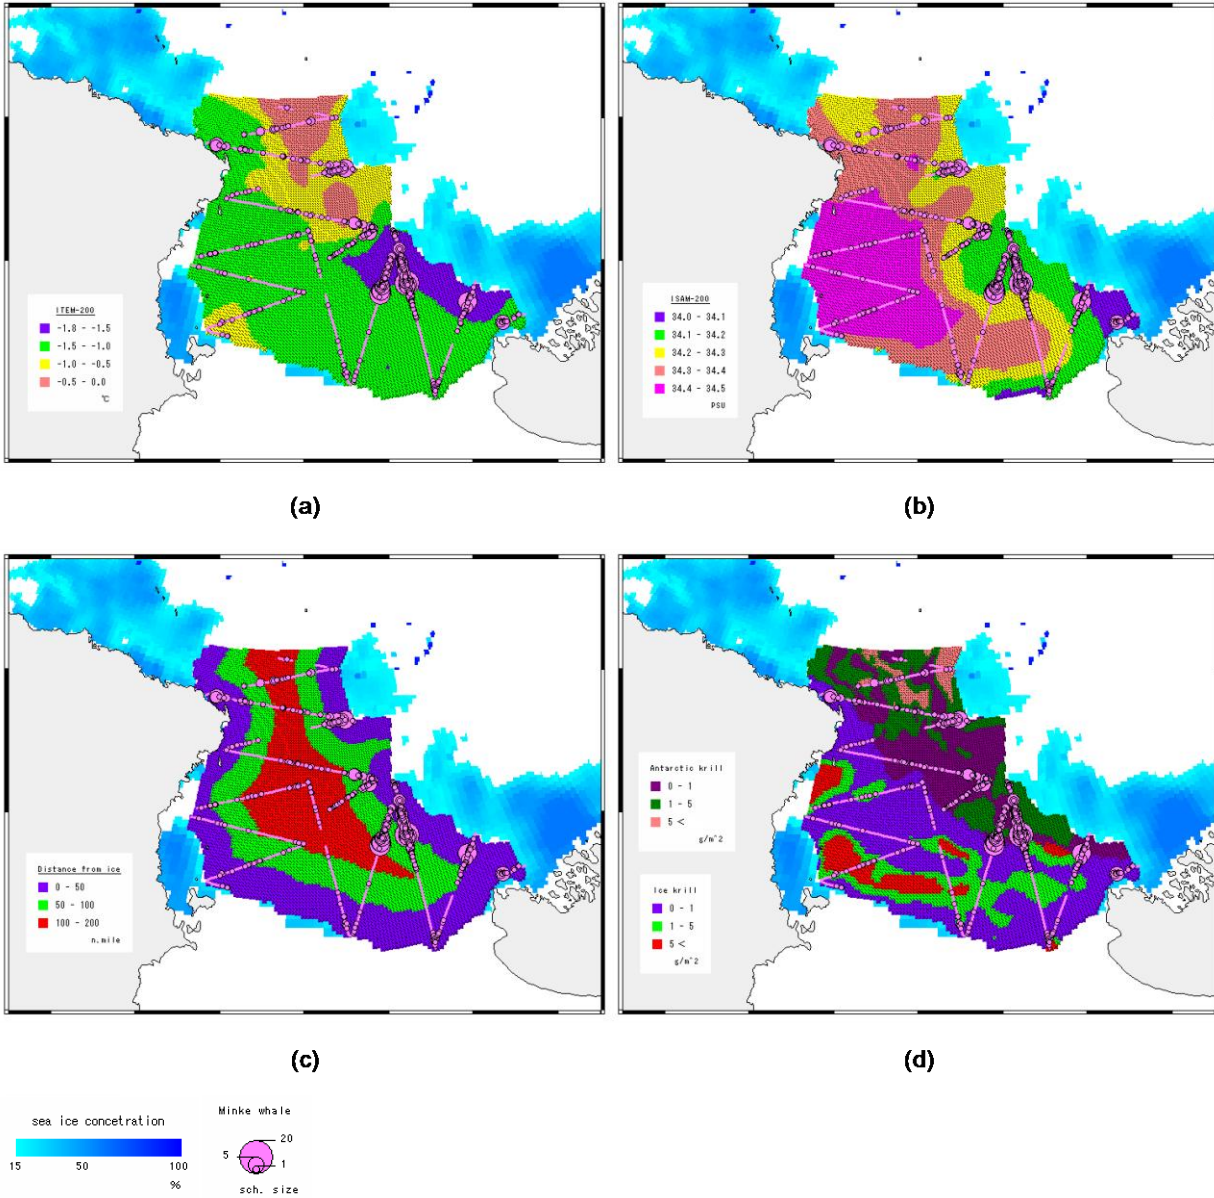 ITEM-200
-1.8 - -1.5
-1.5 - -1.0
-1.0 - -0.5
-0.5 - 0.0
℃
(a)
ISAM-200
34.0 - 34.1
34.1 - 34.2
34.2 - 34.3
34.3 - 34.4
34.4 - 34.5
PSU
(b)
Distance from ice
0 - 50
50 - 100
100 - 200
n.mile
(c)
Antarctic krill
0 - 1
1 - 5
5 <
g/m^2
Ice krill
0 - 1
1 - 5
5 <
g/m^2
(d)
sea ice concetration
15 50 100
%
Minke whale
20
5
1
sch. size